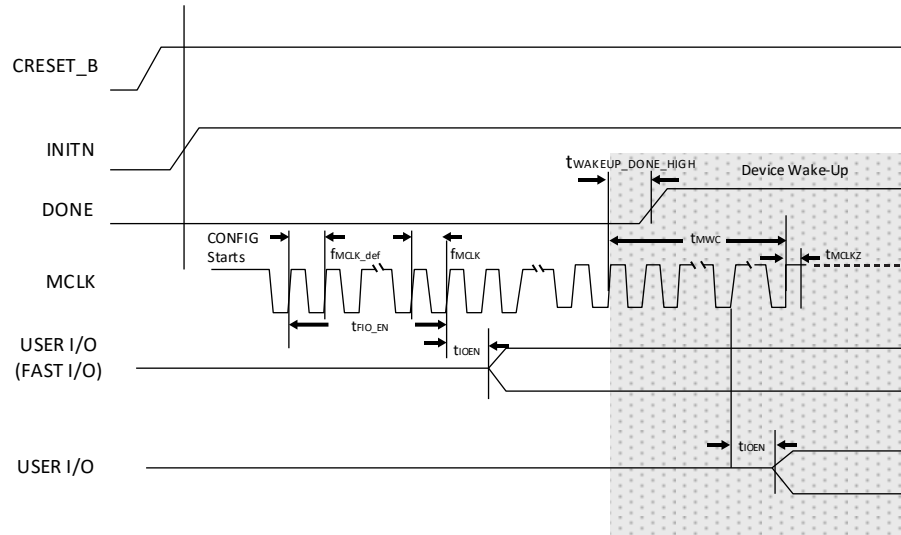 CRESET_B
INITN
tWAKEUP_DONE_HIGH
Device Wake-Up
DONE
CONFIG
Starts
fMCLK_def
fMCLK
tMWC
tMCLKZ
MCLK
tFIO_EN
USER I/O
(FAST I/O)
tIOEN
USER I/O
tIOEN